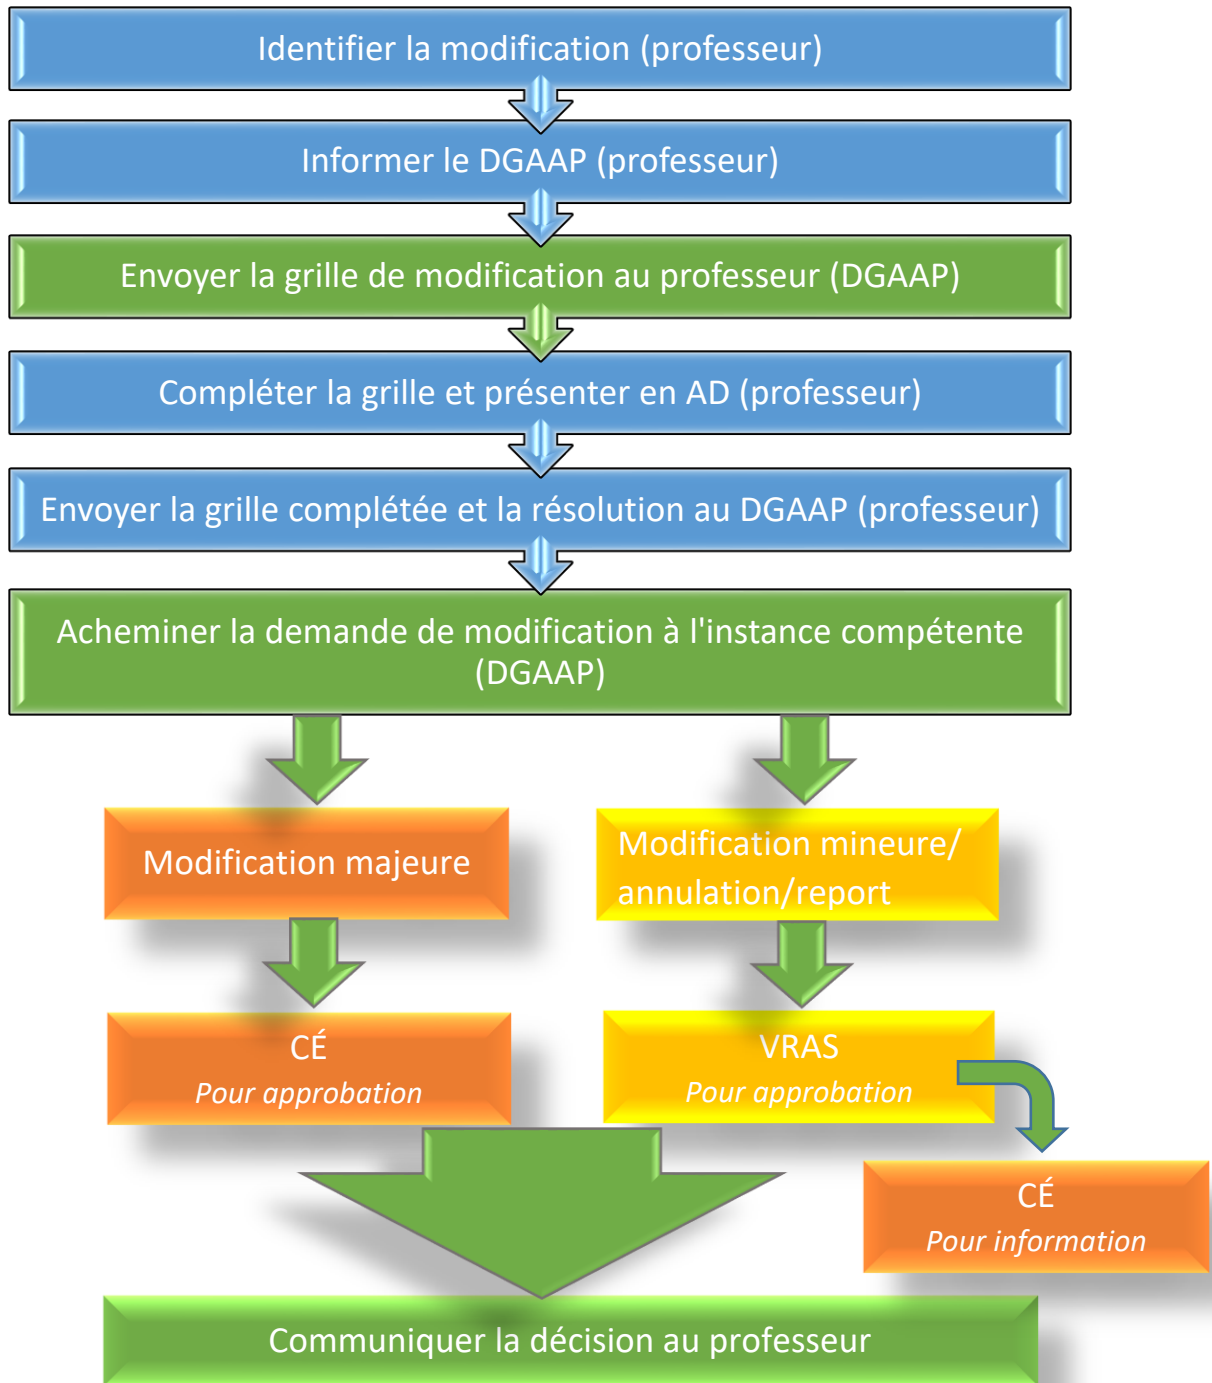 Identifier la modification (professeur)
Informer le DGAAP (professeur)
Envoyer la grille de modification au professeur (DGAAP)
Compléter la grille et présenter en AD (professeur)
Envoyer la grille complétée et la résolution au DGAAP (professeur)
Acheminer la demande de modification à l'instance compétente
(DGAAP)
Modification majeure
Modification mineure/
annulation/report
CÉ
Pour approbation
VRAS
Pour approbation
CÉ
Pour information
Communiquer la décision au professeur